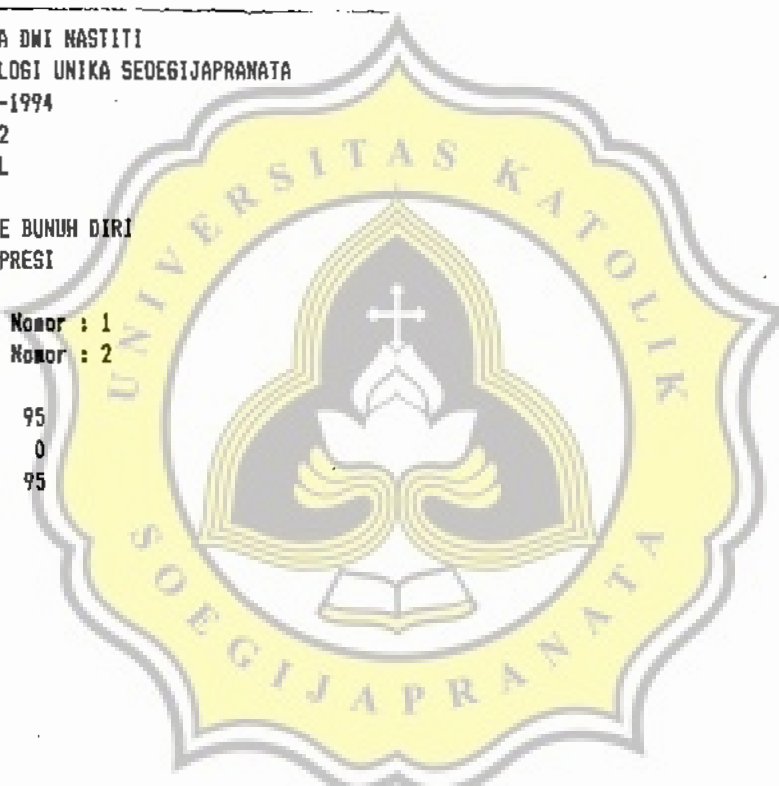 A DWI NASTITI
LOGI UNIKA SEOEGIJAPRANATA
-1994
2
L
E BUNUH DIRI
PRESI
Nomor : 1
Nomor : 2
95
0
95
UNIVERSITAS KATOLIK
SOEGIJAPRANATA